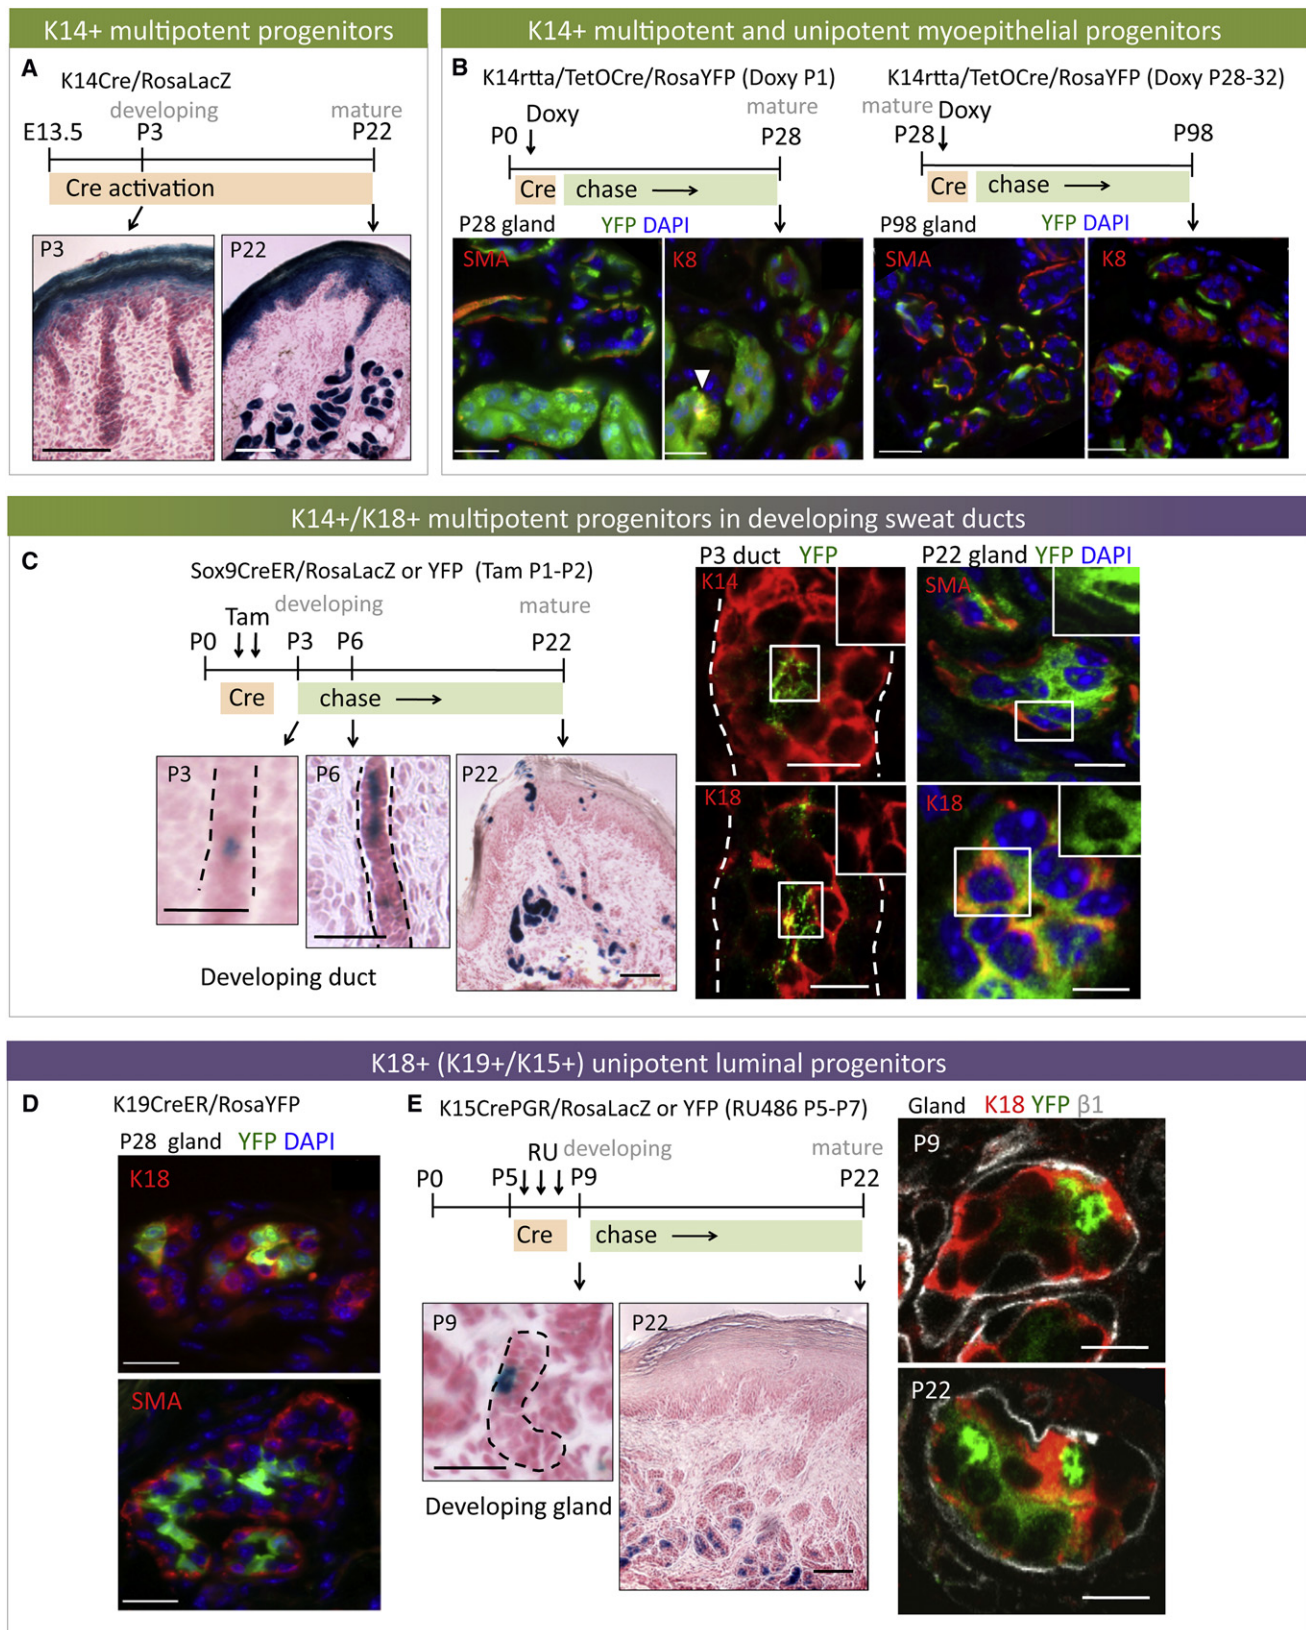 K14+ multipotent progenitors
A
K14Cre/RosaLacZ
developing
mature
E13.5
P3
P22
Cre activation
P3
P22
K14+ multipotent and unipotent myoepithelial progenitors
B
K14rtta/TetOCre/RosaYFP (Doxy P1)
mature
Doxy
P0
P28
Cre
chase
P28 gland
YFP DAPI
SMA
K8
K14rtta/TetOCre/RosaYFP (Doxy P28-32)
mature
Doxy
P28
P98
Cre
chase
P98 gland
YFP DAPI
SMA
K8
K14+/K18+ multipotent progenitors in developing sweat ducts
C
Sox9CreER/RosaLacZ or YFP (Tam P1-P2)
Tam
developing
mature
P0
P3
P6
P22
Cre
chase
P3
P6
P22
Developing duct
P3 duct YFP
K14
K18
P22 gland YFP DAPI
SMA
K18
K18+ (K19+/K15+) unipotent luminal progenitors
D
K19CreER/RosaYFP
P28 gland YFP DAPI
K18
SMA
E
K15CrePGR/RosaLacZ or YFP (RU486 P5-P7)
RU
developing
mature
P0
P5
P9
P22
Cre
chase
P9
P22
Developing gland
Gland K18 YFP β1
P9
P22